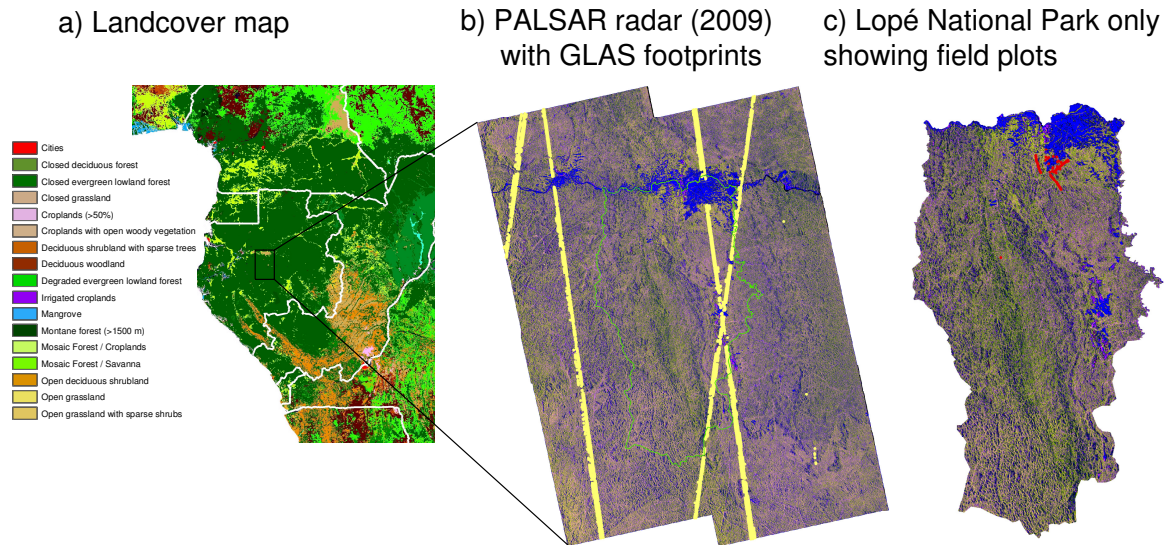 a) Landcover map
b) PALSAR radar (2009)
with GLAS footprints
c) Lopé National Park only
showing field plots
Cities
Closed deciduous forest
Closed evergreen lowland forest
Closed grassland
Croplands (>50%)
Croplands with open woody vegetation
Deciduous shrubland with sparse trees
Deciduous woodland
Degraded evergreen lowland forest
Irrigated croplands
Mangrove
Montane forest (>1500 m)
Mosaic Forest / Croplands
Mosaic Forest / Savanna
Open deciduous shrubland
Open grassland
Open grassland with sparse shrubs